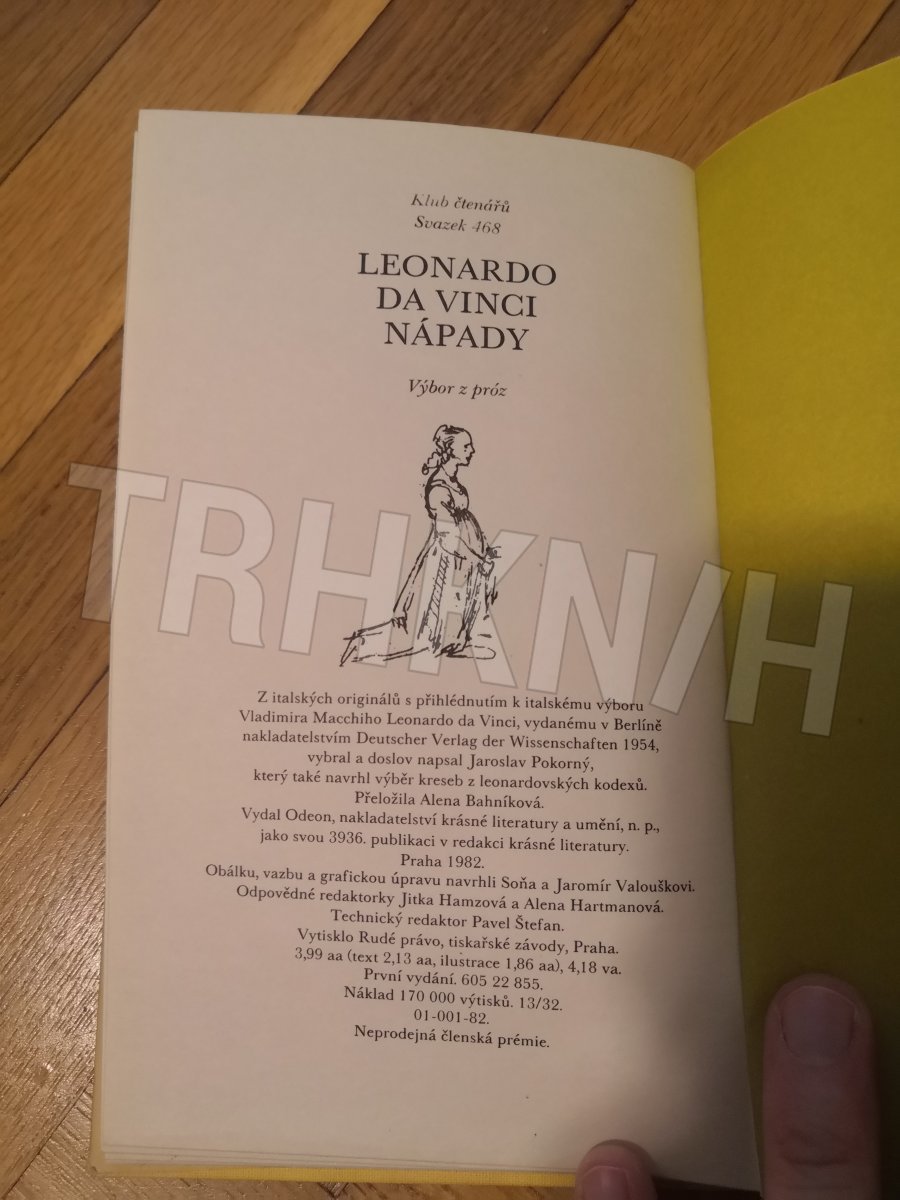 Klub čtenářů
Svazek 468
LEONARDO
DA VINCI
NÁPADY
Výbor z próz
TRHKNIH
Z italských originálů s přihlédnutím k italskému výboru
Vladimira Macchiho Leonardo da Vinci, vydanému v Berlíně
nakladatelstvím Deutscher Verlag der Wissenschaften 1954,
vybral a doslov napsal Jaroslav Pokorný,
který také navrhl výběr kreseb z leonardovských kodexů.
Přeložila Alena Bahníková.
Vydal Odeon, nakladatelství krásné literatury a umění, n. p.,
jako svou 3936. publikaci v redakci krásné literatury.
Praha 1982.
Obálku, vazbu a grafickou úpravu navrhli Soňa a Jaromír Valouškovi.
Odpovědné redaktorky Jitka Hamzová a Alena Hartmanová.
Technický redaktor Pavel Štefan.
Vytisklo Rudé právo, tiskařské závody, Praha.
3,99 aa (text 2,13 aa, ilustrace 1,86 aa), 4,18 va.
První vydání. 605 22 855.
Náklad 170 000 výtisků. 13/32.
01-001-82.
Neprodejná členská prémie.